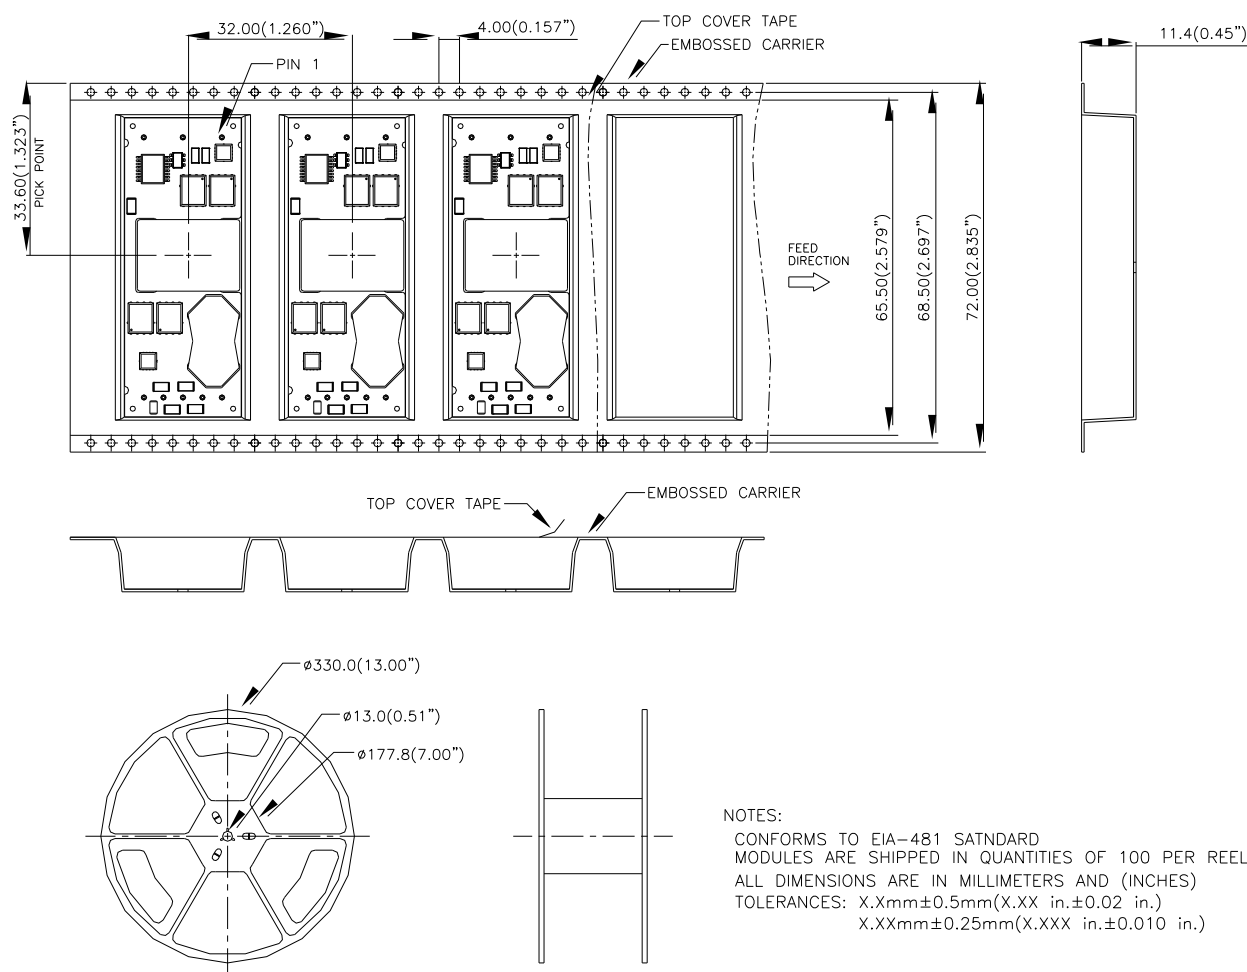 32.00(1.260”)
4.00(0.157”)
TOP COVER TAPE
EMBOSSED CARRIER
11.4(0.45”)
PIN 1
33.60(1.323”)
PICK POINT
FEED
DIRECTION
65.50(2.579”)
68.50(2.697”)
72.00(2.835”)
TOP COVER TAPE
EMBOSSED CARRIER
ø330.0(13.00”)
ø13.0(0.51”)
ø177.8(7.00”)
NOTES:
CONFORMS TO EIA–481 SATNDARD
MODULES ARE SHIPPED IN QUANTITIES OF 100 PER REEL
ALL DIMENSIONS ARE IN MILLIMETERS AND (INCHES)
TOLERANCES: X.Xmm±0.5mm(X.XX in.±0.02 in.)
X.XXmm±0.25mm(X.XXX in.±0.010 in.)